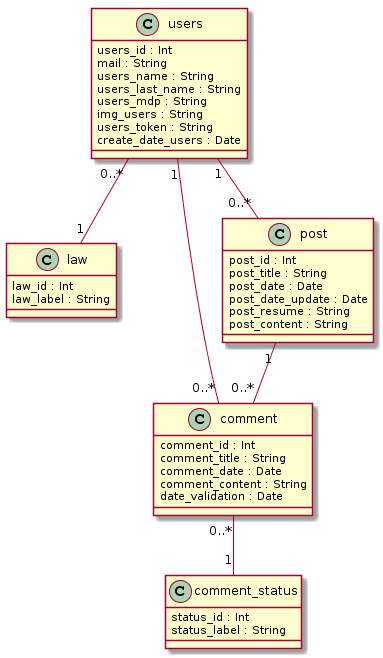 C users
users_id : Int
mail : String
users_name : String
users_last_name : String
users_mdp : String
img_users : String
users_token : String
create_date_users : Date
0..*
1
1
0..*
1
C law
law_id : Int
law_label : String
C post
post_id : Int
post_title : String
post_date : Date
post_date_update : Date
post_resume : String
post_content : String
1
0..*
0..*
C comment
comment_id : Int
comment_title : String
comment_date : Date
comment_content : String
date_validation : Date
0..*
1
C comment_status
status_id : Int
status_label : String